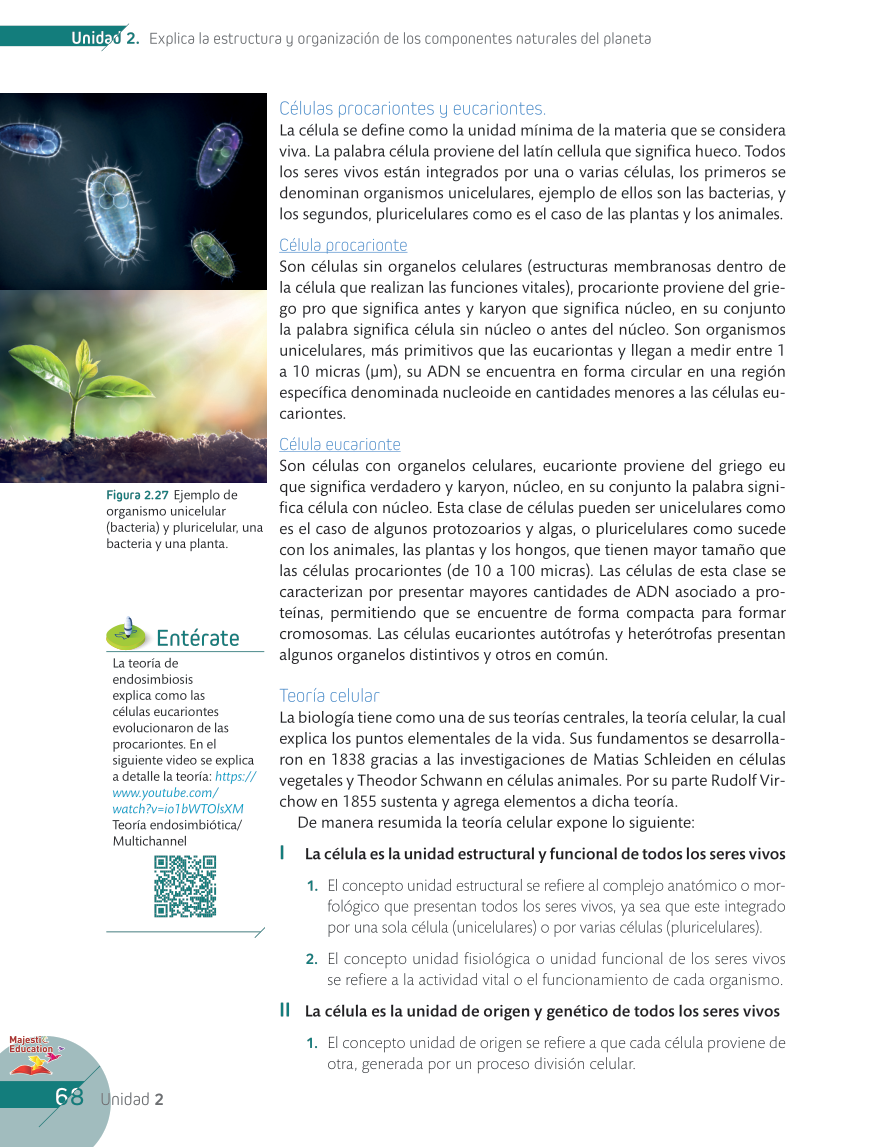 Unidad 2. Explica la estructura y organización de los componentes naturales del planeta
Células procariontes y eucariontes.
La célula se define como la unidad mínima de la materia que se considera
viva. La palabra célula proviene del latín cellula que significa hueco. Todos
los seres vivos están integrados por una o varias células, los primeros se
denominan organismos unicelulares, ejemplo de ellos son las bacterias, y
los segundos, pluricelulares como es el caso de las plantas y los animales.
Célula procarionte
Son células sin organelos celulares (estructuras membranosas dentro de
la célula que realizan las funciones vitales), procarionte proviene del grie-
go pro que significa antes y karyon que significa núcleo, en su conjunto
la palabra significa célula sin núcleo o antes del núcleo. Son organismos
unicelulares, más primitivos que las eucariontas y llegan a medir entre 1
a 10 micras (µm), su ADN se encuentra en forma circular en una región
específica denominada nucleoide en cantidades menores a las células eu-
cariontes.
Célula eucarionte
Son células con organelos celulares, eucarionte proviene del griego eu
que significa verdadero y karyon, núcleo, en su conjunto la palabra signi-
fica célula con núcleo. Esta clase de células pueden ser unicelulares como
es el caso de algunos protozoarios y algas, o pluricelulares como sucede
con los animales, las plantas y los hongos, que tienen mayor tamaño que
las células procariontes (de 10 a 100 micras). Las células de esta clase se
caracterizan por presentar mayores cantidades de ADN asociado a pro-
teínas, permitiendo que se encuentre de forma compacta para formar
cromosomas. Las células eucariontes autótrofas y heterótrofas presentan
algunos organelos distintivos y otros en común.
Teoría celular
La biología tiene como una de sus teorías centrales, la teoría celular, la cual
explica los puntos elementales de la vida. Sus fundamentos se desarrolla-
ron en 1838 gracias a las investigaciones de Matias Schleiden en células
vegetales y Theodor Schwann en células animales. Por su parte Rudolf Vir-
chow en 1855 sustenta y agrega elementos a dicha teoría.
De manera resumida la teoría celular expone lo siguiente:
I La célula es la unidad estructural y funcional de todos los seres vivos
1. El concepto unidad estructural se refiere al complejo anatómico o mor-
fológico que presentan todos los seres vivos, ya sea que este integrado
por una sola célula (unicelulares) o por varias células (pluricelulares).
2. El concepto unidad fisiológica o unidad funcional de los seres vivos
se refiere a la actividad vital o el funcionamiento de cada organismo.
II La célula es la unidad de origen y genético de todos los seres vivos
1. El concepto unidad de origen se refiere a que cada célula proviene de
otra, generada por un proceso división celular.
Figura 2.27 Ejemplo de
organismo unicelular
(bacteria) y pluricelular, una
bacteria y una planta.
Entérate
La teoría de
endosimbiosis
explica como las
células eucariontes
evolucionaron de las
procariontes. En el
siguiente video se explica
a detalle la teoría: https://
www.youtube.com/
watch?v=io1bWTOlsXM
Teoría endosimbiótica/
Multichannel
Majestic
Education
68 Unidad 2